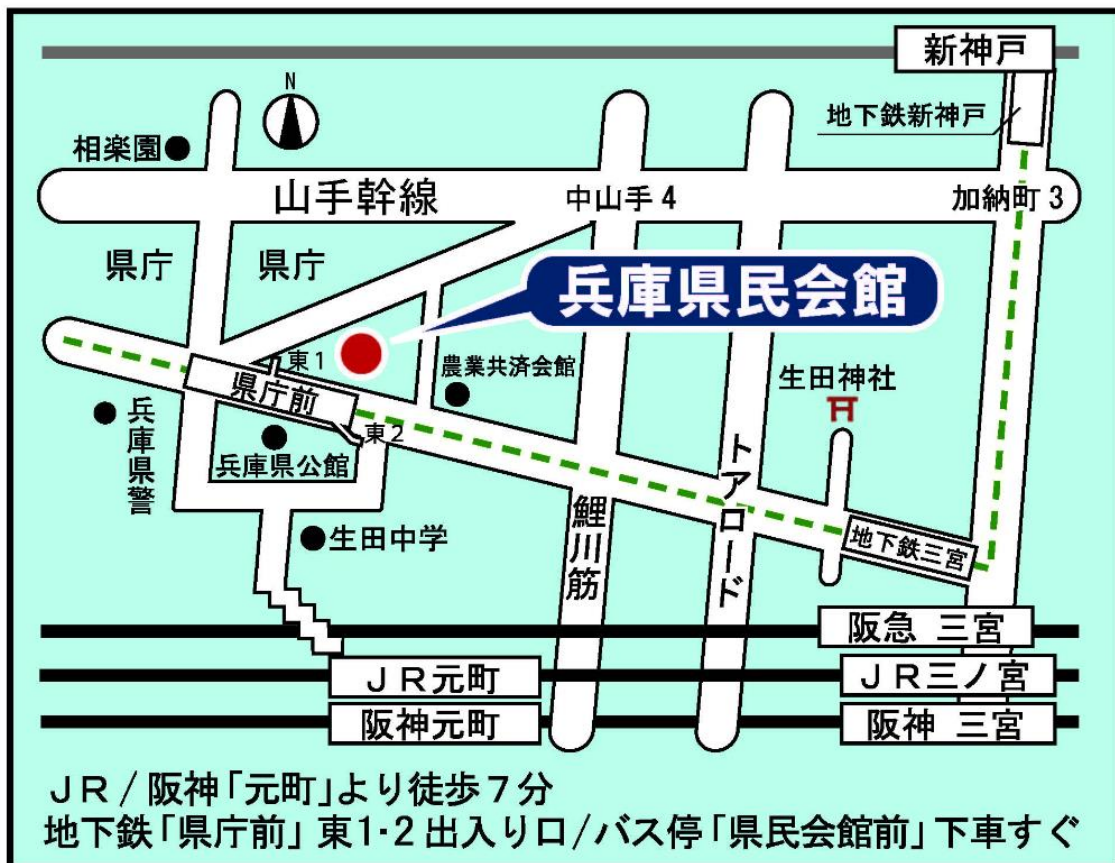 新神戸
N
地下鉄新神戸
相楽園
山手幹線
中山手4
加納町3
県庁
県庁
兵庫県民会館
東1
農業共済会館
生田神社
県庁前
東2
兵庫県警
兵庫県公館
トアロード
鯉川筋
生田中学
地下鉄三宮
阪急 三宮
JR元町
JR三ノ宮
阪神元町
阪神 三宮
JR/阪神「元町」より徒歩7分
地下鉄「県庁前」東1・2出入り口/バス停「県民会館前」下車すぐ